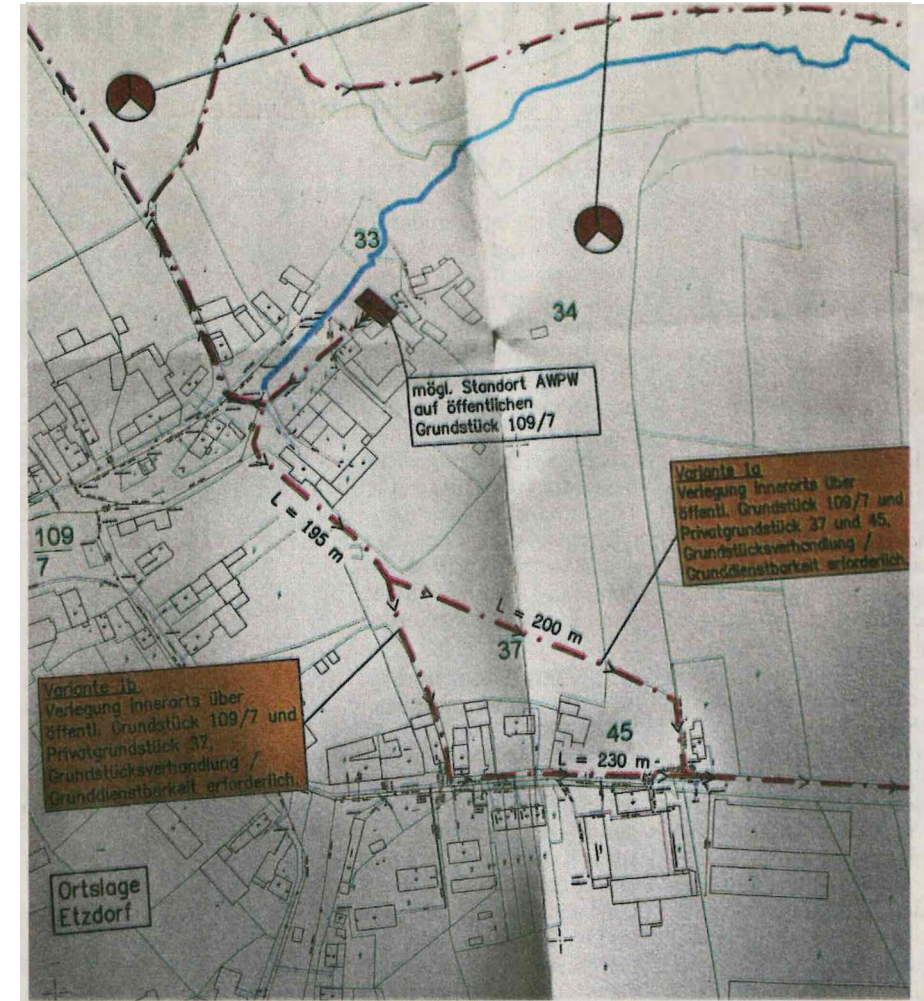 33
34
mögl. Standort AWPW
auf öffentlichen
Grundstück 109/7
Variante 1a
Verlegung innerorts über
öffentl. Grundstück 109/7 und
Privatgrundstück 37 und 45,
Grundstücksverhandlung /
Grunddienstbarkeit erforderlich.
109
7
L = 195 m
L = 200 m
37
Variante 1b
Verlegung innerorts über
öffentl. Grundstück 109/7 und
Privatgrundstück 37,
Grundstücksverhandlung /
Grunddienstbarkeit erforderlich.
45
L = 230 m
Ortslage
Etzdorf